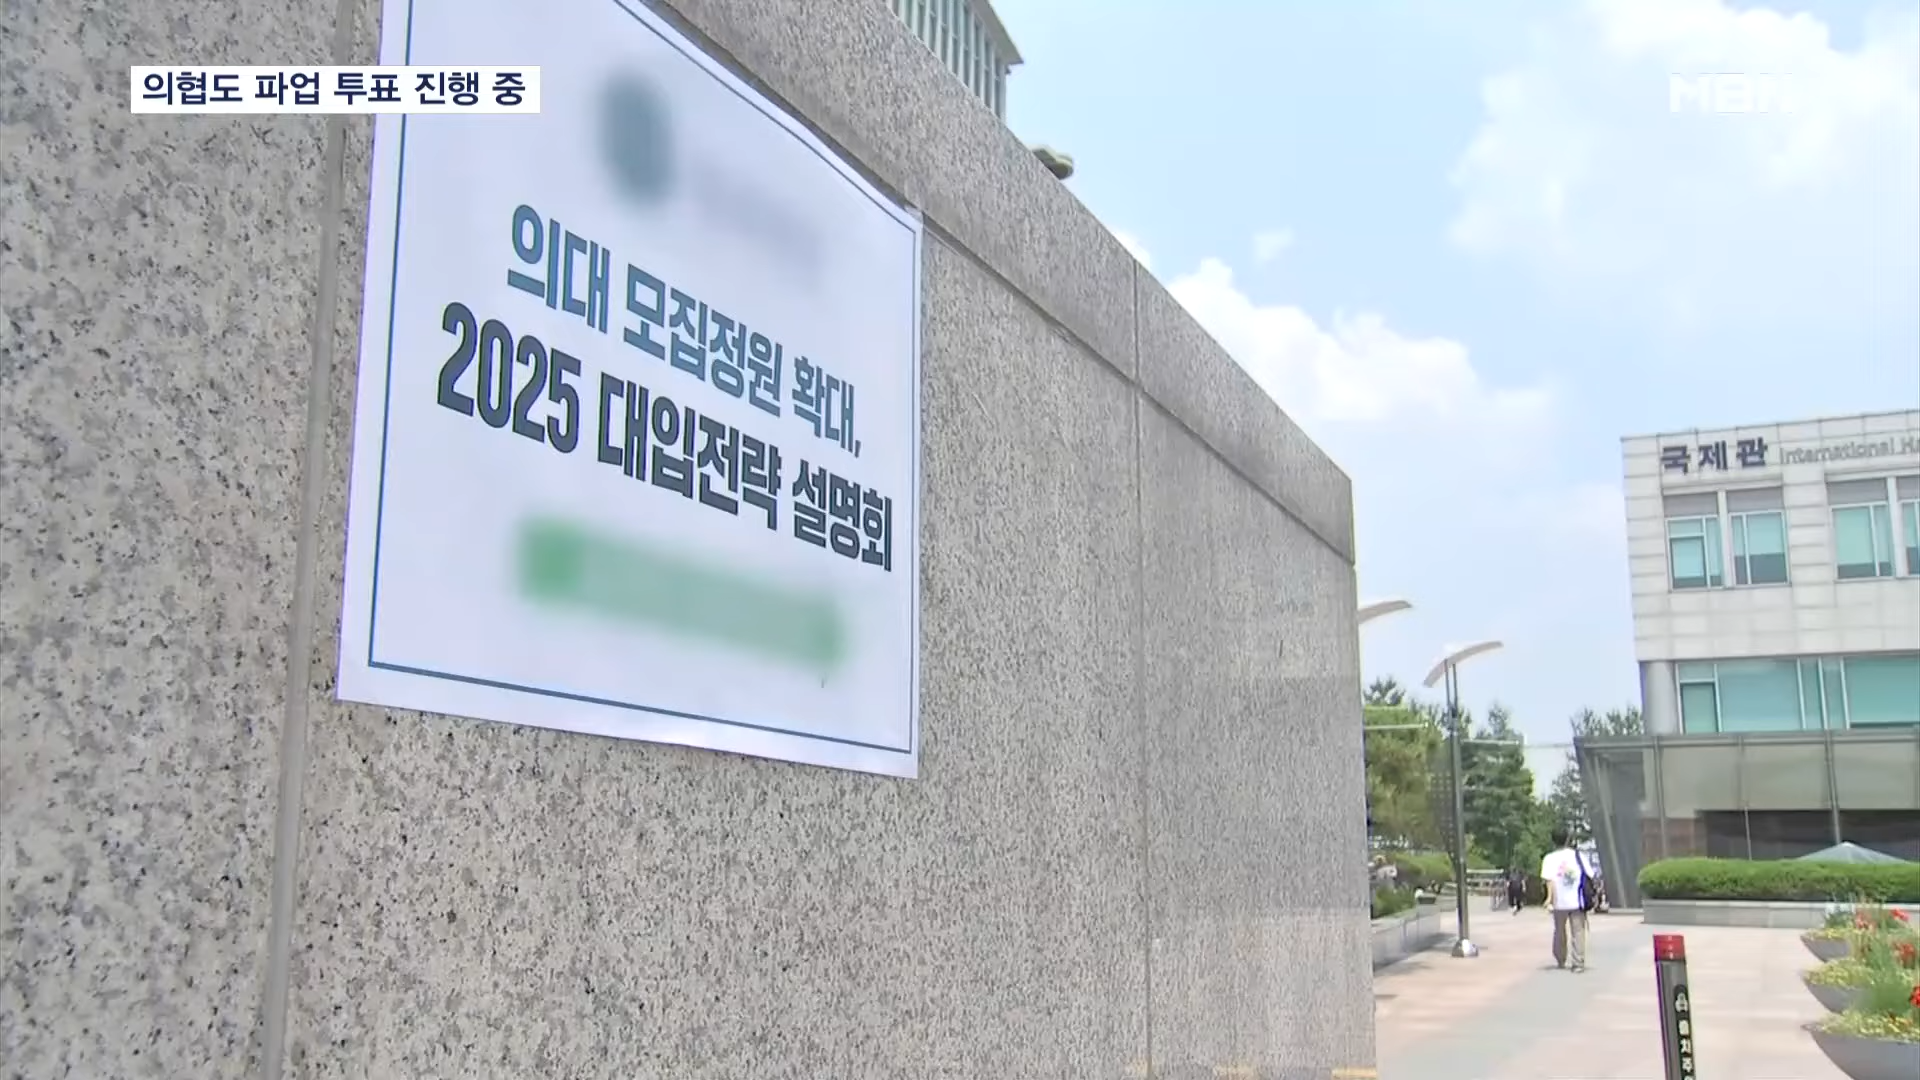 의협도 파업 투표 진행 중
MBN
의대 모집정원 확대,
2025 대입전략 설명회
국제관 International